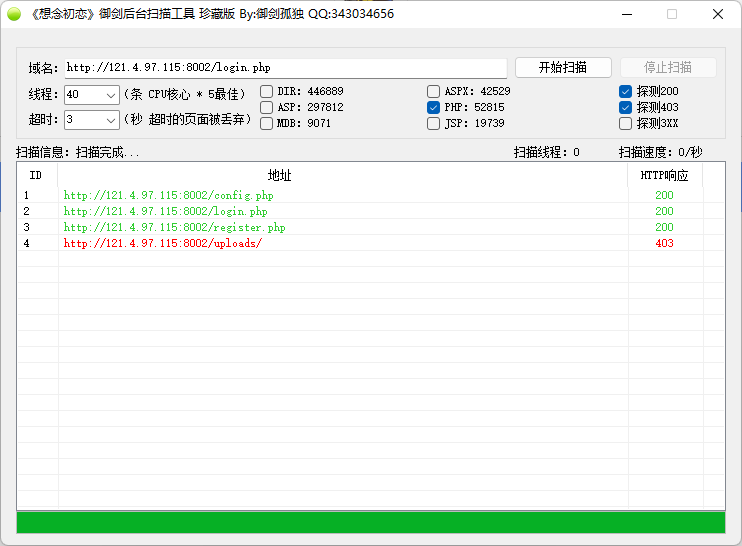 《想念初恋》御剑后台扫描工具 珍藏版 By:御剑孤独 QQ:343034656
域名: http://121.4.97.115:8002/login.php 开始扫描 停止扫描
线程: 40 (条 CPU核心 * 5最佳) DIR: 446889 ASPX: 42529 探测200
ASP: 297812 PHP: 52815 探测403
超时: 3 (秒 超时的页面被丢弃) MDB: 9071 JSP: 19739 探测3XX
扫描信息: 扫描完成... 扫描线程: 0 扫描速度: 0/秒
ID 地址 HTTP响应
1 http://121.4.97.115:8002/config.php 200
2 http://121.4.97.115:8002/login.php 200
3 http://121.4.97.115:8002/register.php 200
4 http://121.4.97.115:8002/uploads/ 403